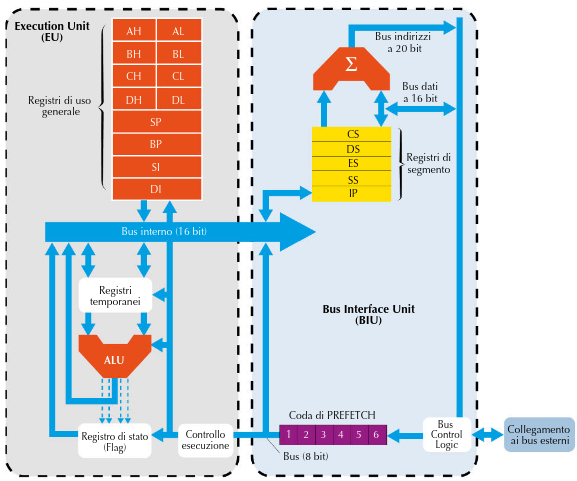 Execution Unit
(EU)
AH AL
BH BL
CH CL
DH DL
SP
BP
SI
DI
Registri di uso
generale
Bus indirizzi
a 20 bit
Σ
Bus dati
a 16 bit
CS
DS
ES
SS
IP
Registri di
segmento
Bus interno (16 bit)
Registri
temporanei
ALU
Registro di stato
(Flag)
Controllo
esecuzione
Bus Interface Unit
(BIU)
Coda di PREFETCH
1 2 3 4 5 6
Bus (8 bit)
Bus
Control
Logic
Collegamento
ai bus esterni